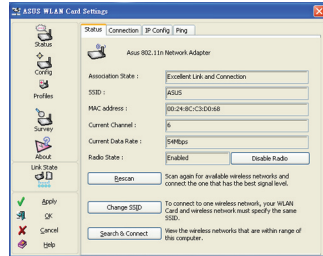 ASUS WLAN Card Settings
Status
Config
Profiles
Survey
About
Link State
Apply
OK
Cancel
Help
Status Connection IP Config Ping
Asus 802.11n Network Adapter
Association State : Excellent Link and Connection
SSID : ASUS
MAC address : 00:24:8C:C3:D0:68
Current Channel : 6
Current Data Rate : 54Mbps
Radio State : Enabled Disable Radio
Rescan
Scan again for available wireless networks and
connect the one that has the best signal level.
Change SSID
To connect to one wireless network, your WLAN
Card and wireless network must specify the same
SSID.
Search & Connect
View the wireless networks that are within range of
this computer.